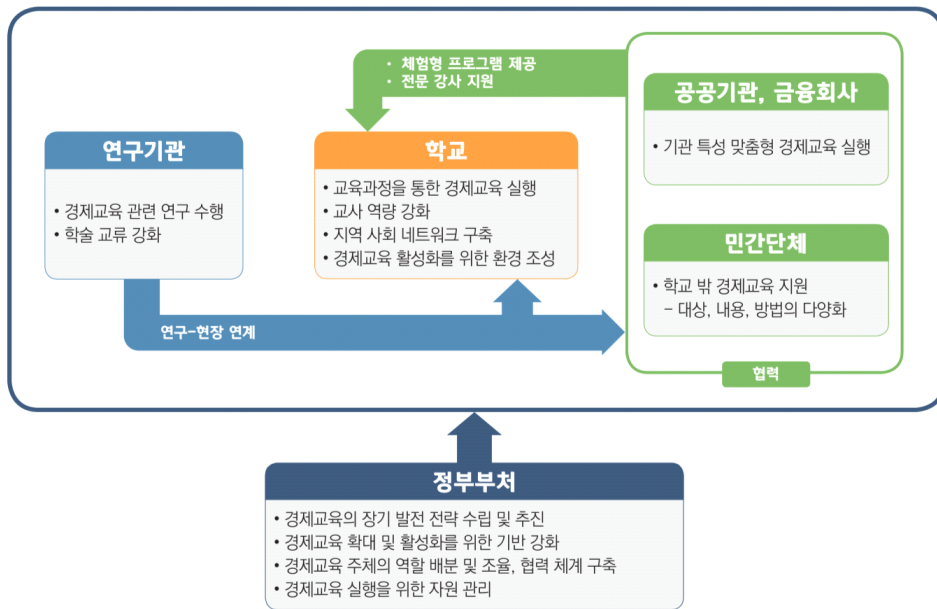 • 체험형 프로그램 제공
• 전문 강사 지원
연구기관
• 경제교육 관련 연구 수행
• 학술 교류 강화
학교
• 교육과정을 통한 경제교육 실행
• 교사 역량 강화
• 지역 사회 네트워크 구축
• 경제교육 활성화를 위한 환경 조성
공공기관, 금융회사
• 기관 특성 맞춤형 경제교육 실행
민간단체
• 학교 밖 경제교육 지원
– 대상, 내용, 방법의 다양화
연구-현장 연계
협력
정부부처
• 경제교육의 장기 발전 전략 수립 및 추진
• 경제교육 확대 및 활성화를 위한 기반 강화
• 경제교육 주체의 역할 배분 및 조율, 협력 체계 구축
• 경제교육 실행을 위한 자원 관리